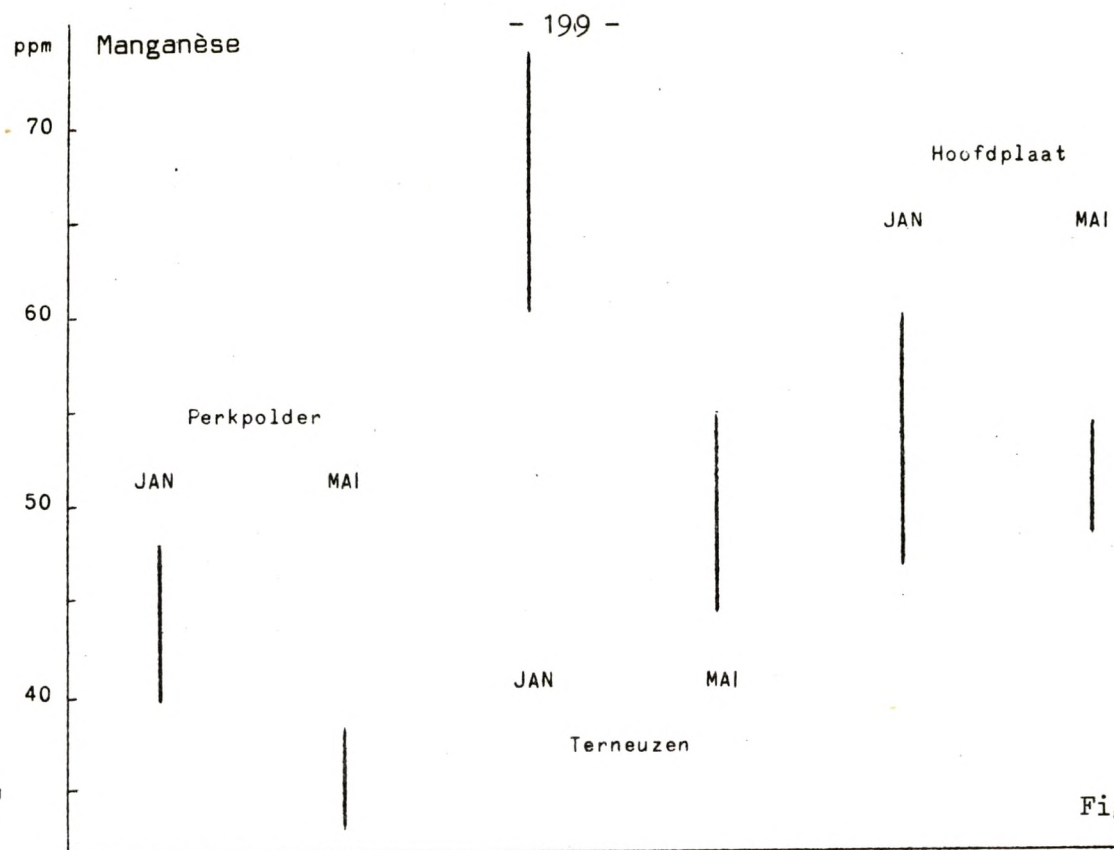 - 199 -
ppm Manganèse
70
Hoofdplaat
JAN MAI
60
Perkpolder
JAN MAI
50
40
JAN MAI
Terneuzen